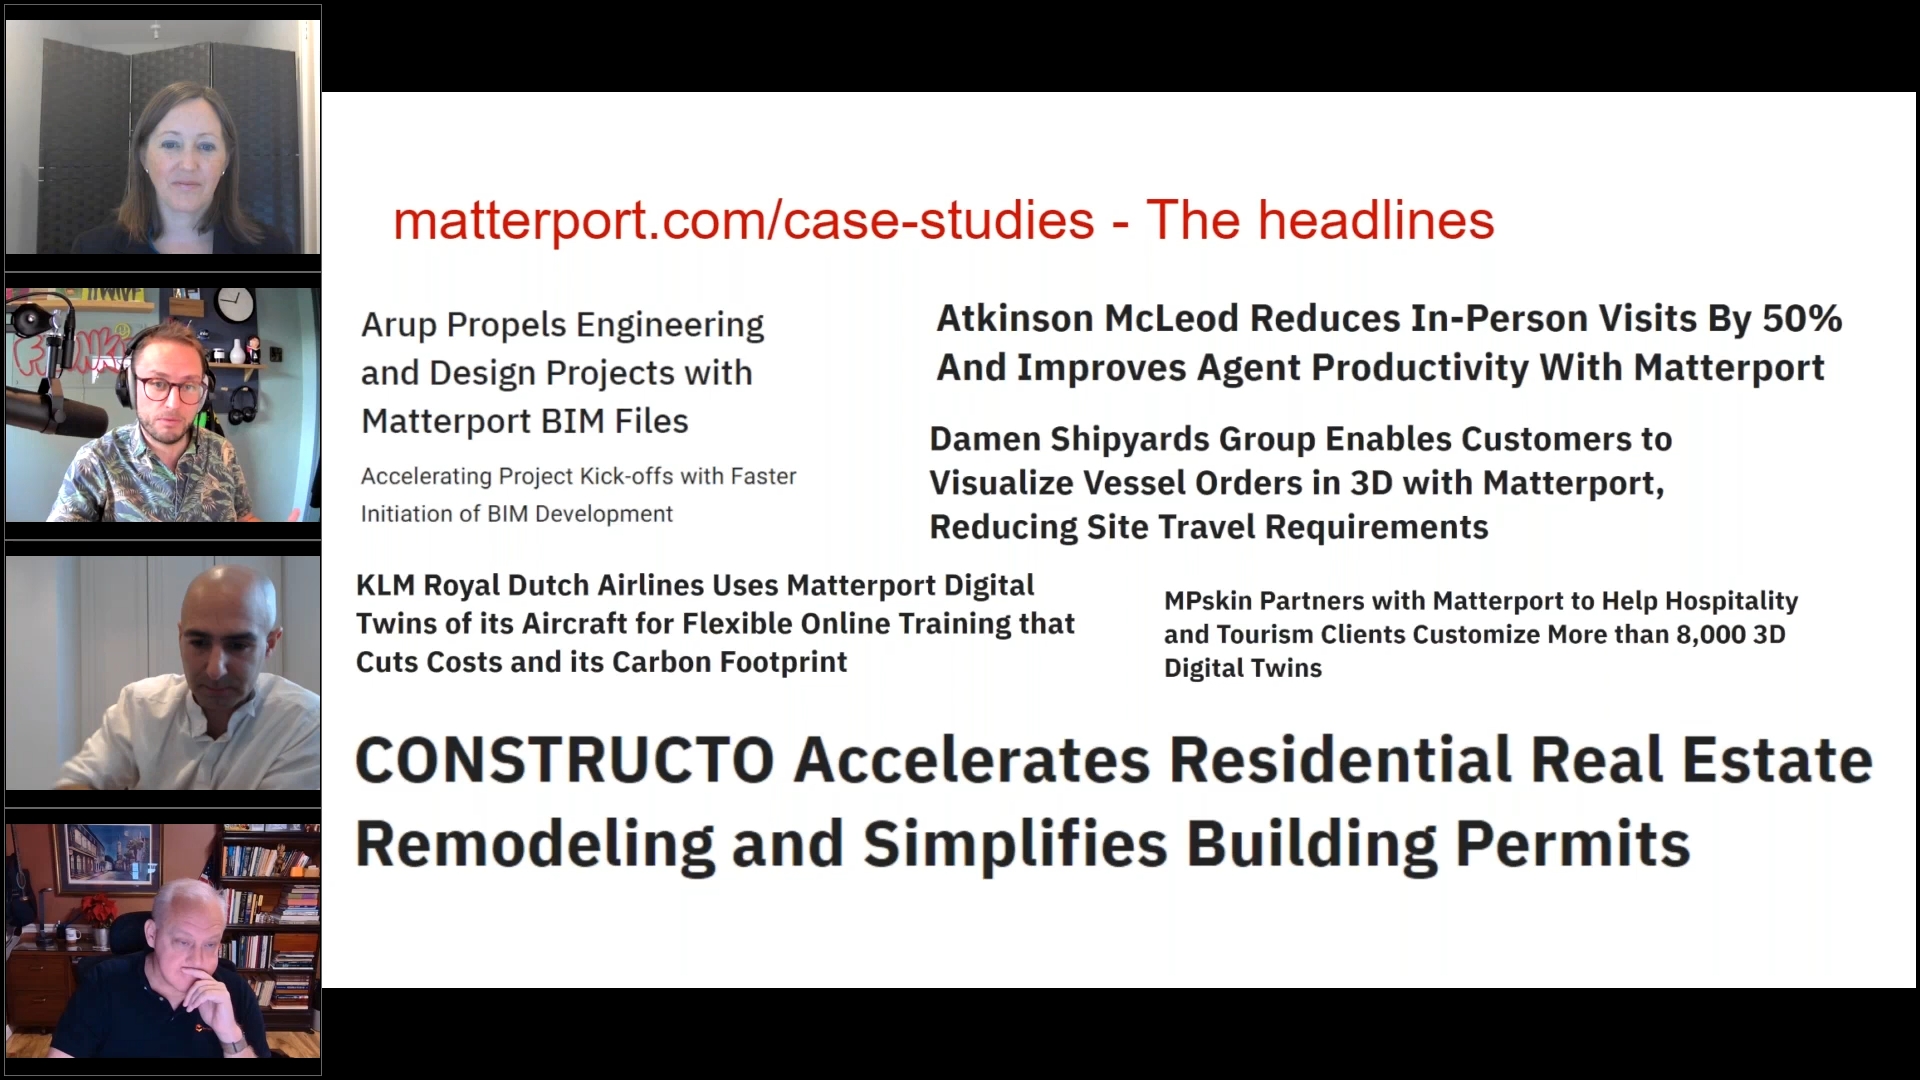 matterport.com/case-studies - The headlines
Arup Propels Engineering
and Design Projects with
Matterport BIM Files
Accelerating Project Kick-offs with Faster
Initiation of BIM Development
Atkinson McLeod Reduces In-Person Visits By 50%
And Improves Agent Productivity With Matterport
Damen Shipyards Group Enables Customers to
Visualize Vessel Orders in 3D with Matterport,
Reducing Site Travel Requirements
KLM Royal Dutch Airlines Uses Matterport Digital
Twins of its Aircraft for Flexible Online Training that
Cuts Costs and its Carbon Footprint
MPskin Partners with Matterport to Help Hospitality
and Tourism Clients Customize More than 8,000 3D
Digital Twins
CONSTRUCTO Accelerates Residential Real Estate
Remodeling and Simplifies Building Permits